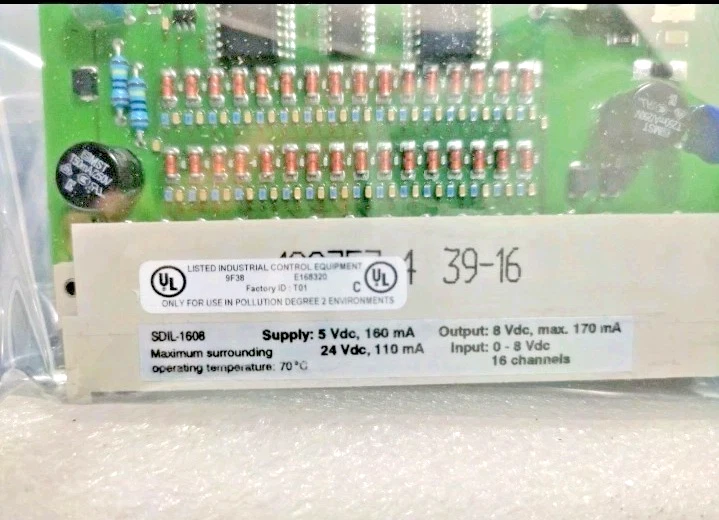 4 39-16
UL LISTED INDUSTRIAL CONTROL EQUIPMENT C UL
9F38 E168320
Factory ID : T01
ONLY FOR USE IN POLLUTION DEGREE 2 ENVIRONMENTS
SDIL-1608 Supply: 5 Vdc, 160 mA Output: 8 Vdc, max. 170 mA
Maximum surrounding 24 Vdc, 110 mA Input: 0 - 8 Vdc
operating temperature: 70°C 16 channels